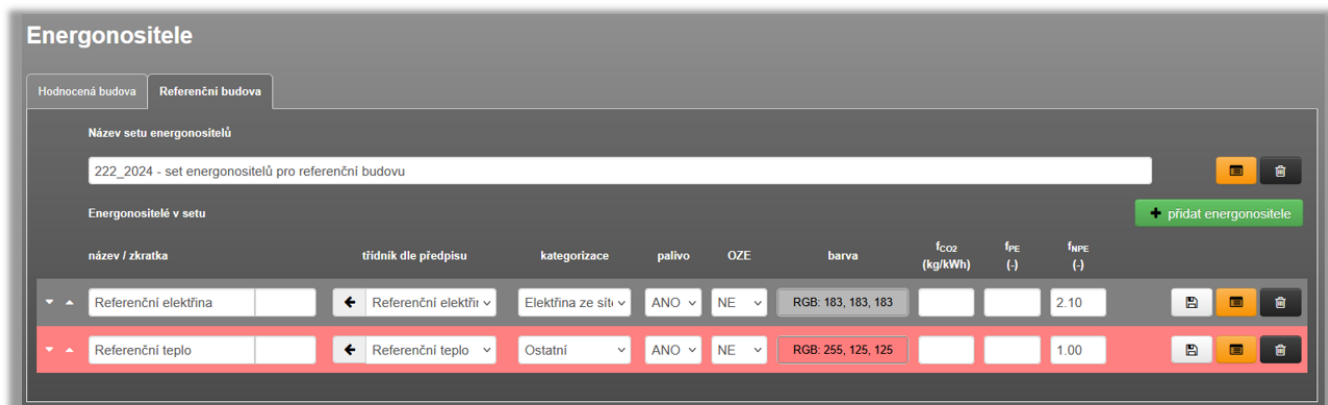 Energonositele
Hodnocená budova Referenční budova
Název setu energonositelů
222_2024 - set energonositelů pro referenční budovu
Energonositelé v setu + přidat energonositele
název / zkratka třídník dle předpisu kategorizace palivo OZE barva fCO2 (kg/kWh) fPE (-) fNPE (-)
Referenční elektřina Referenční elektřir Elektřina ze sítě ANO NE RGB: 183, 183, 183 2.10
Referenční teplo Referenční teplo Ostatní ANO NE RGB: 255, 125, 125 1.00